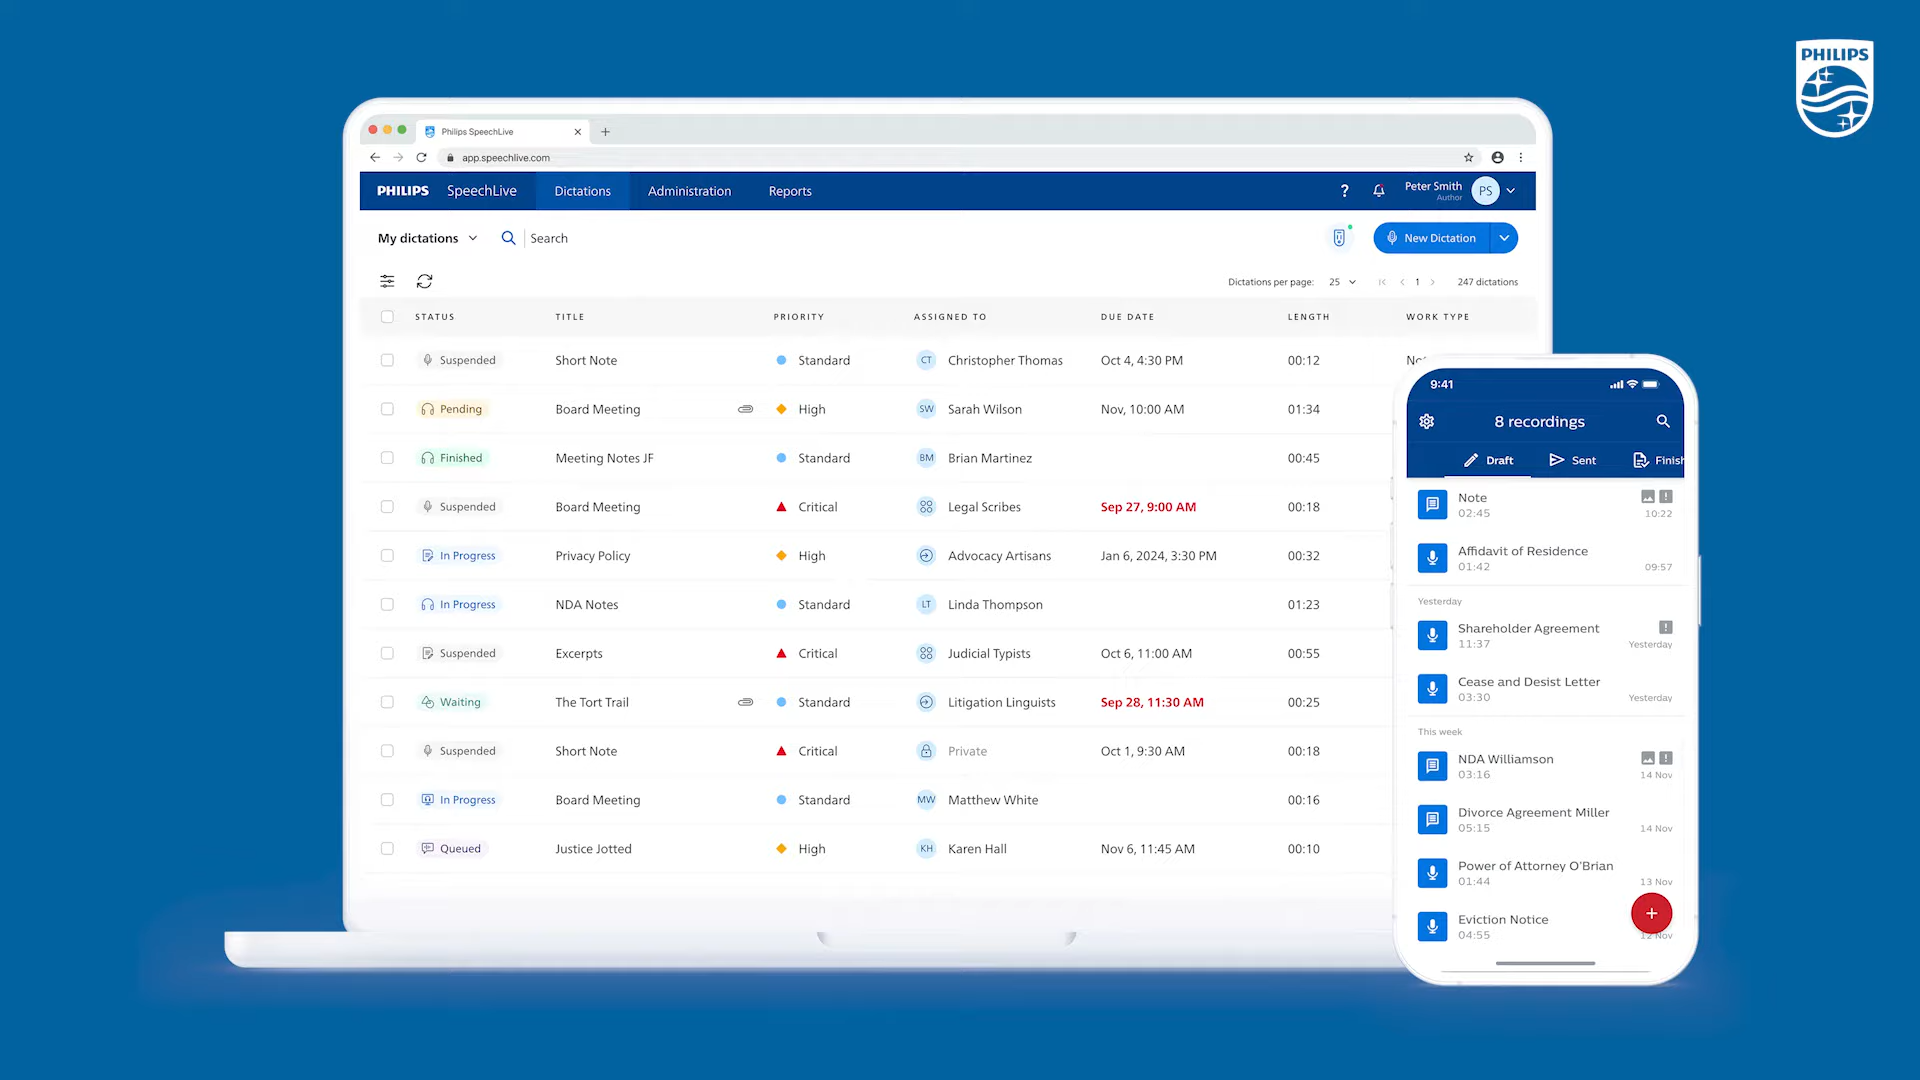 PHILIPS
Philips SpeechLive
app.speechlive.com
PHILIPS SpeechLive Dictations Administration Reports ? Peter Smith PS
Author
My dictations Search New Dictation
Dictations per page: 25 1 247 dictations
STATUS TITLE PRIORITY ASSIGNED TO DUE DATE LENGTH WORK TYPE
Suspended Short Note Standard CT Christopher Thomas Oct 4, 4:30 PM 00:12
Pending Board Meeting High SW Sarah Wilson Nov, 10:00 AM 01:34
Finished Meeting Notes JF Standard BM Brian Martinez 00:45
Suspended Board Meeting Critical Legal Scribes Sep 27, 9:00 AM 00:18
In Progress Privacy Policy High Advocacy Artisans Jan 6, 2024, 3:30 PM 00:32
In Progress NDA Notes Standard LT Linda Thompson 01:23
Suspended Excerpts Critical Judicial Typists Oct 6, 11:00 AM 00:55
Waiting The Tort Trail Standard Litigation Linguists Sep 28, 11:30 AM 00:25
Suspended Short Note Critical Private Oct 1, 9:30 AM 00:18
In Progress Board Meeting Standard MW Matthew White 00:16
Queued Justice Jotted High KH Karen Hall Nov 6, 11:45 AM 00:10
9:41
8 recordings
Draft Sent Finish
Note
02:45 10:22
Affidavit of Residence
01:42 09:57
Yesterday
Shareholder Agreement
11:37 Yesterday
Cease and Desist Letter
03:30 Yesterday
This week
NDA Williamson
03:16 14 Nov
Divorce Agreement Miller
05:15 14 Nov
Power of Attorney O'Brian
01:44 13 Nov
Eviction Notice
04:55 12 Nov